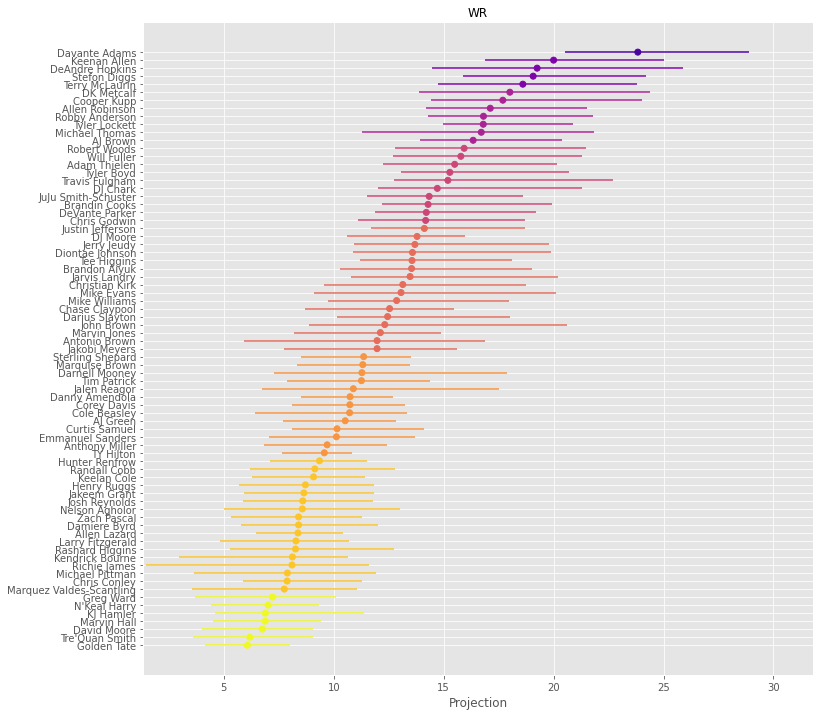 WR
Davante Adams
Keenan Allen
DeAndre Hopkins
Stefon Diggs
Terry McLaurin
DK Metcalf
Cooper Kupp
Allen Robinson
Robby Anderson
Tyler Lockett
Michael Thomas
AJ Brown
Robert Woods
Will Fuller
Adam Thielen
Tyler Boyd
Travis Fulgham
DJ Chark
JuJu Smith-Schuster
Brandin Cooks
DeVante Parker
Chris Godwin
Justin Jefferson
DJ Moore
Jerry Jeudy
Diontae Johnson
Tee Higgins
Brandon Aiyuk
Jarvis Landry
Christian Kirk
Mike Evans
Mike Williams
Chase Claypool
Darius Slayton
John Brown
Marvin Jones
Antonio Brown
Jakobi Meyers
Sterling Shepard
Marquise Brown
Darnell Mooney
Tim Patrick
Jalen Reagor
Danny Amendola
Corey Davis
Cole Beasley
AJ Green
Curtis Samuel
Emmanuel Sanders
Anthony Miller
TY Hilton
Hunter Renfrow
Randall Cobb
Keelan Cole
Henry Ruggs
Jakeem Grant
Josh Reynolds
Nelson Agholor
Zach Pascal
Damiere Byrd
Allen Lazard
Larry Fitzgerald
Rashard Higgins
Kendrick Bourne
Richie James
Michael Pittman
Chris Conley
Marquez Valdes-Scantling
Greg Ward
N'Keal Harry
KJ Hamler
Marvin Hall
David Moore
Tre'Quan Smith
Golden Tate
5 10 15 20 25 30
Projection